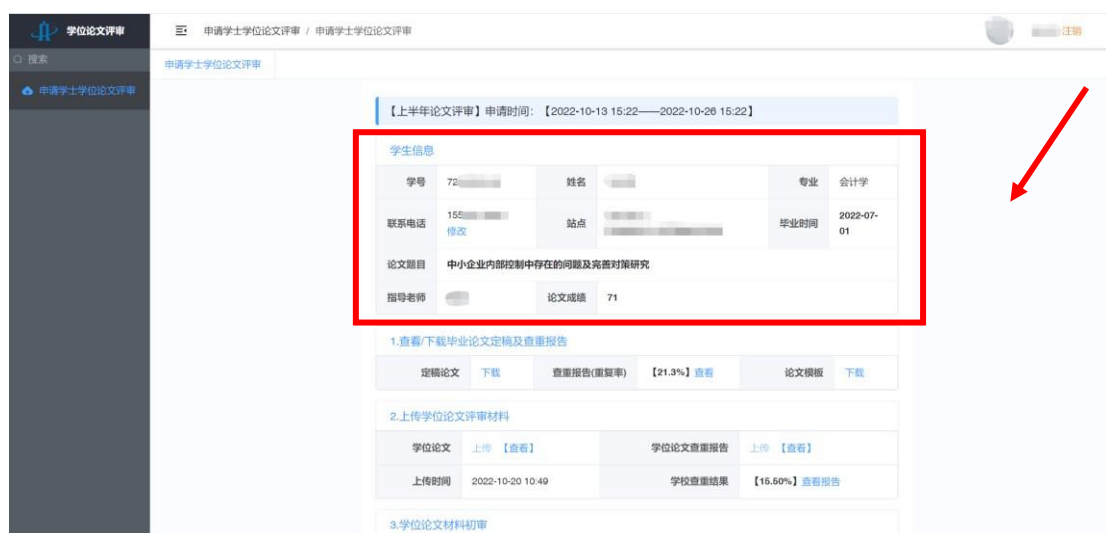 学位论文评审
申请学士学位论文评审 / 申请学士学位论文评审
注销
搜索
申请学士学位论文评审
申请学士学位论文评审
【上半年论文评审】申请时间:【2022-10-13 15:22——2022-10-26 15:22】
学生信息
学号 72 姓名 专业 会计学
联系电话 155 修改 站点 毕业时间 2022-07-01
论文题目 中小企业内部控制中存在的问题及完善对策研究
指导老师 论文成绩 71
1.查看/下载毕业论文定稿及查重报告
定稿论文 下载 查重报告(重复率) 【21.3%】查看 论文模板 下载
2.上传学位论文评审材料
学位论文 上传 【查看】 学位论文查重报告 上传 【查看】
上传时间 2022-10-20 10:49 学校查重结果 【15.50%】查看报告
3.学位论文材料初审